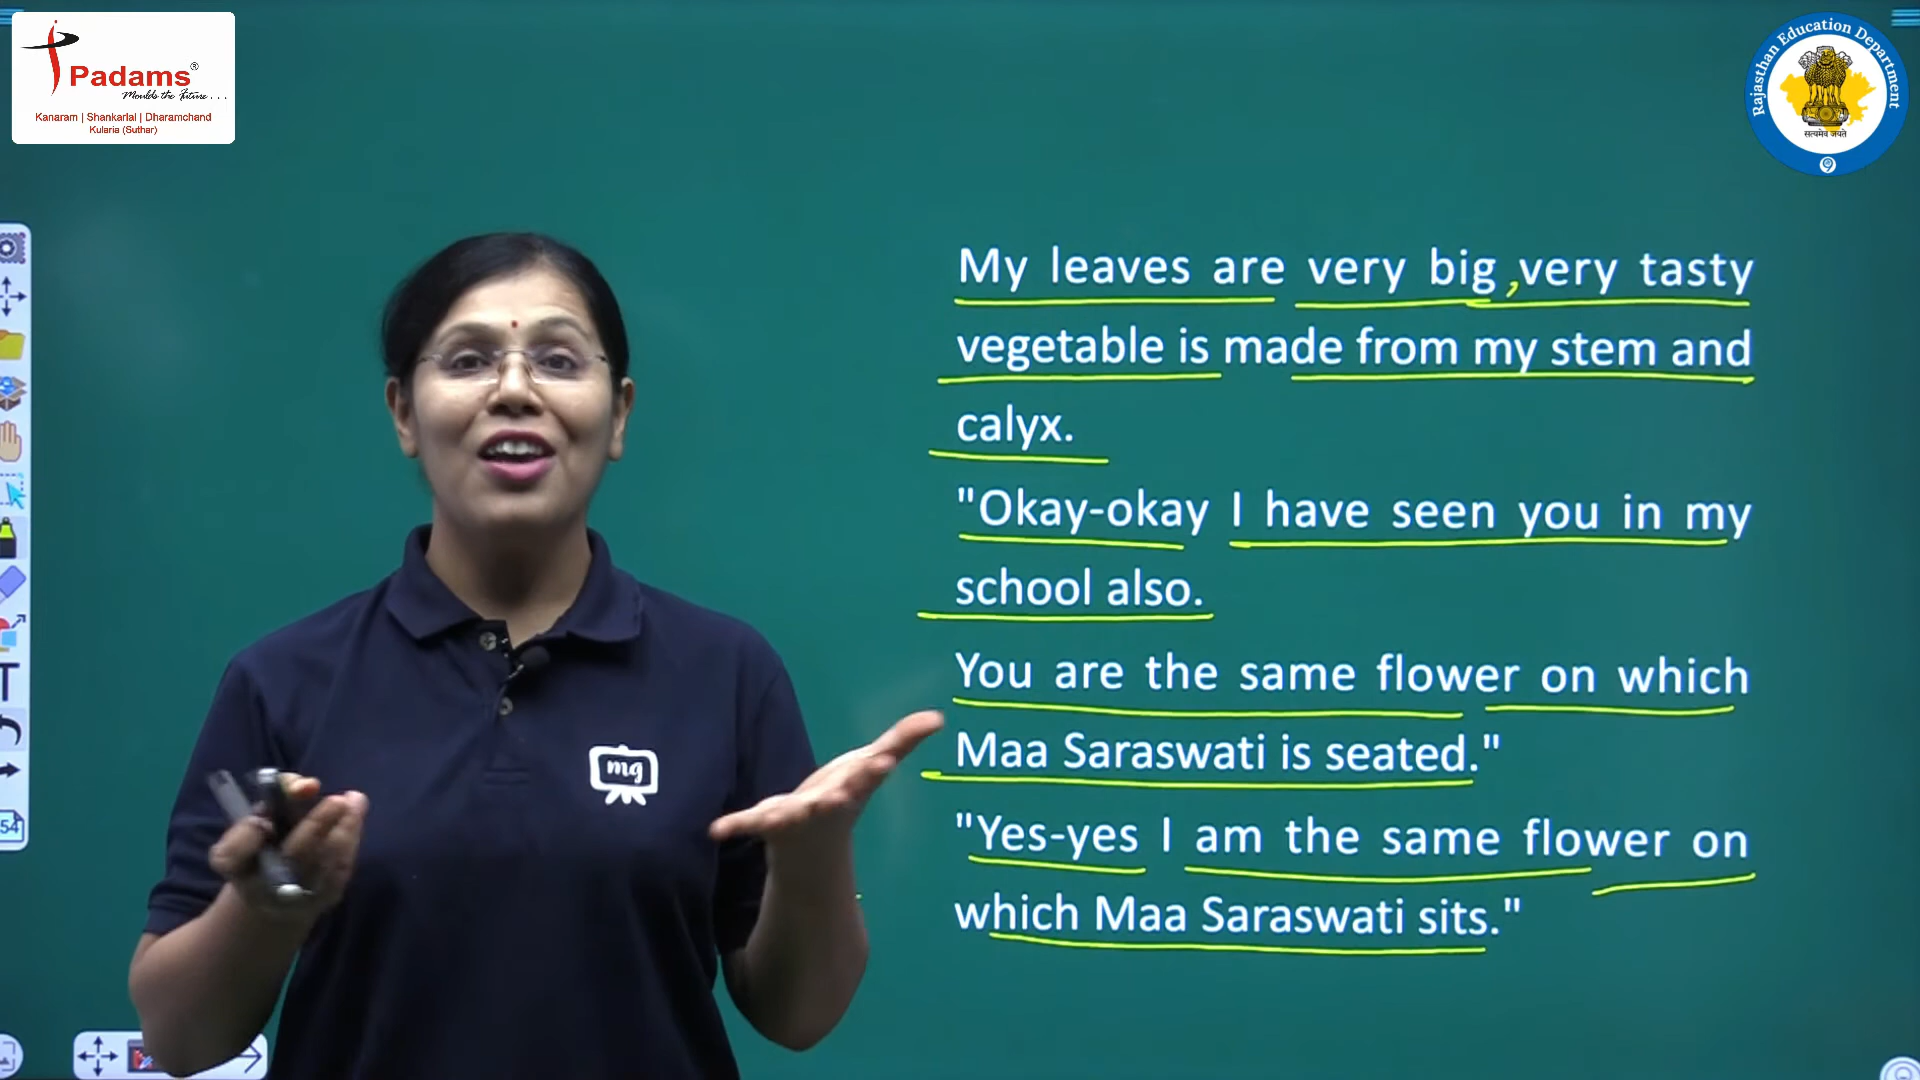 Padams®
Moulds the Future...
Kanaram | Shankarlal | Dharamchand
Kularia (Suthar)
Rajasthan Education Department
सत्यमेव जयते
My leaves are very big ,very tasty
vegetable is made from my stem and
calyx.
"Okay-okay I have seen you in my
school also.
You are the same flower on which
Maa Saraswati is seated."
"Yes-yes I am the same flower on
which Maa Saraswati sits."
mg
T
54